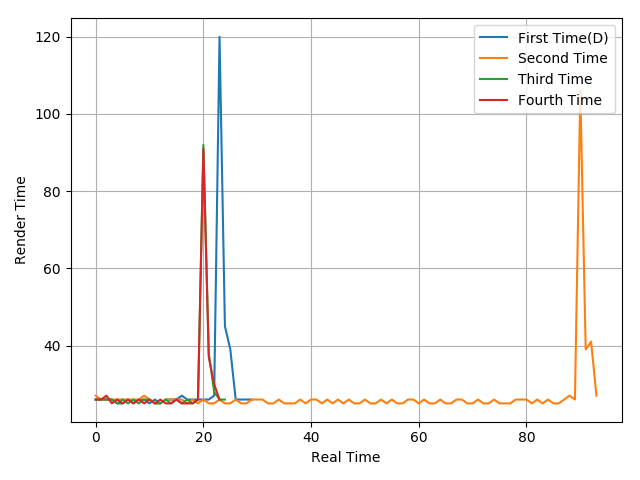 120
100
80
60
40
Render Time
First Time(D)
Second Time
Third Time
Fourth Time
0 20 40 60 80
Real Time